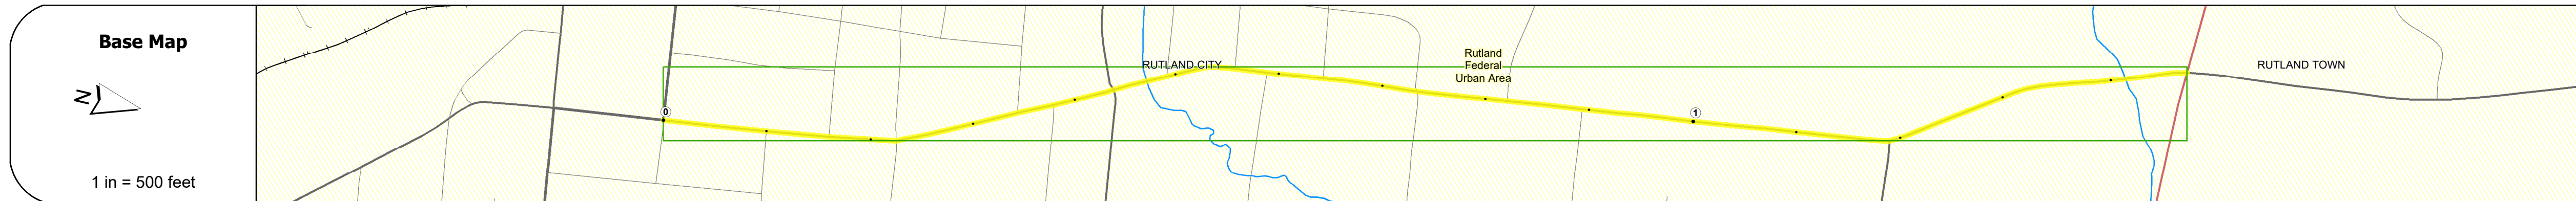 Base Map
N
1 in = 500 feet
0
RUTLAND CITY
Rutland
Federal
Urban Area
1
RUTLAND TOWN